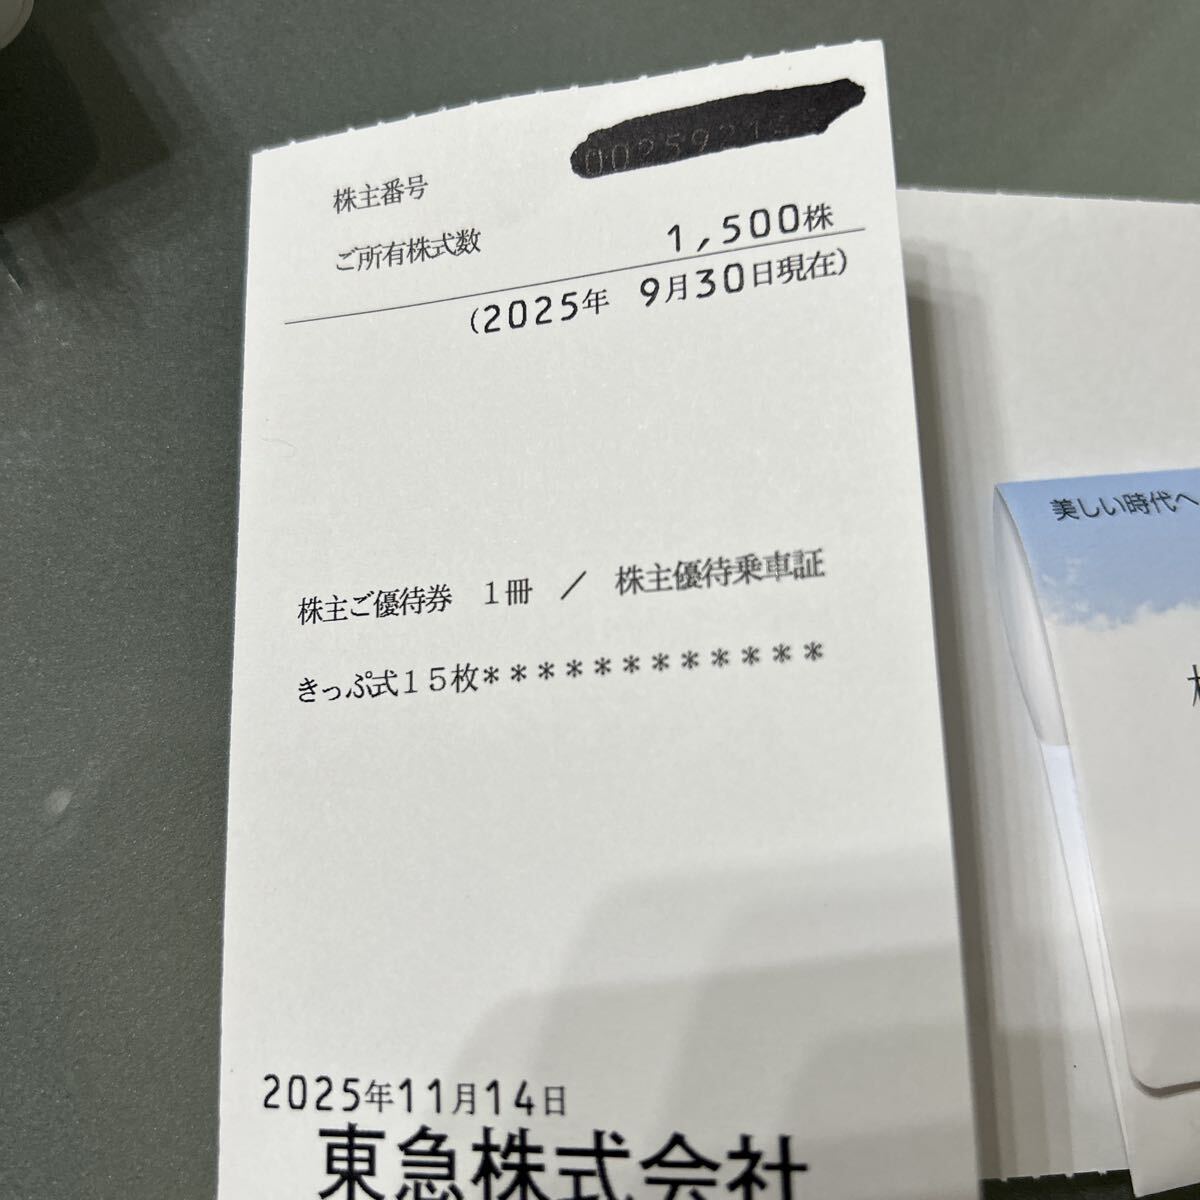 株主番号
ご所有株式数 1,500株
(2025年 9月30日現在)
株主ご優待券 1冊 / 株主優待乗車証
きっぷ式15枚************
2025年11月14日
東急株式会社
美しい時代へ